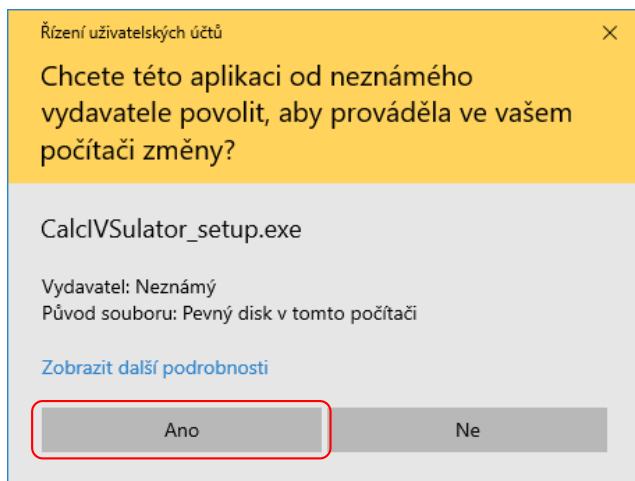 Řízení uživatelských účtů
Chcete této aplikaci od neznámého
vydavatele povolit, aby prováděla ve vašem
počítači změny?
CalcIVSulator_setup.exe
Vydavatel: Neznámý
Původ souboru: Pevný disk v tomto počítači
Zobrazit další podrobnosti
Ano
Ne